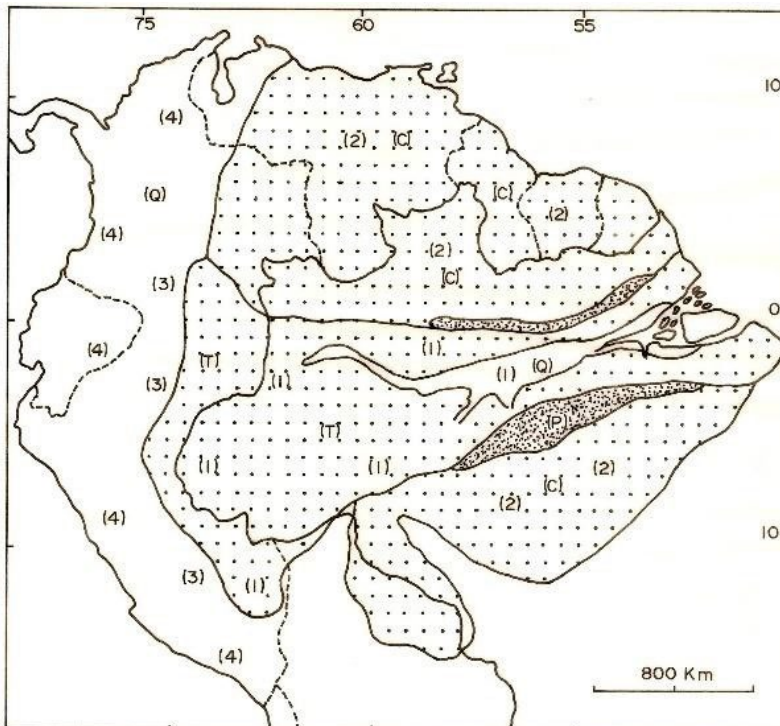 75 60 55
10
(4)
(2) [C]
(Q)
[C]
(2)
(4)
(2)
[C]
(3)
0
(4)
(1)
[T]
(1)
(Q)
(3)
(1)
[T]
(P)
(1)
(1)
(2)
[C]
(2)
(4)
10
(3)
(1)
(4)
800 Km